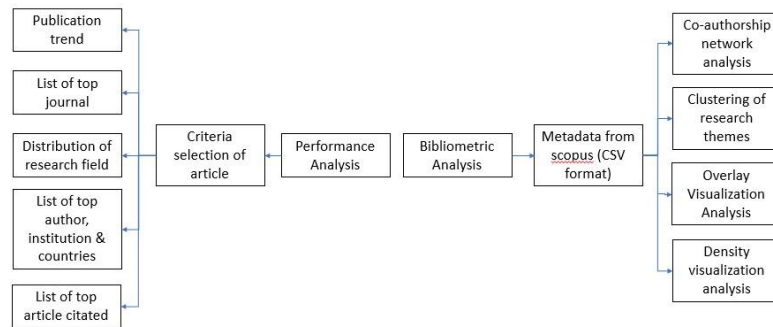 Publication
trend
List of top
journal
Distribution of
research field
List of top
author,
institution &
countries
List of top
article citated
Criteria
selection of
article
Performance
Analysis
Bibliometric
Analysis
Metadada from
scopus (CSV
format)
Co-authorship
network
analysis
Clustering of
research
themes
Overlay
Visualization
Analysis
Density
visualization
analysis